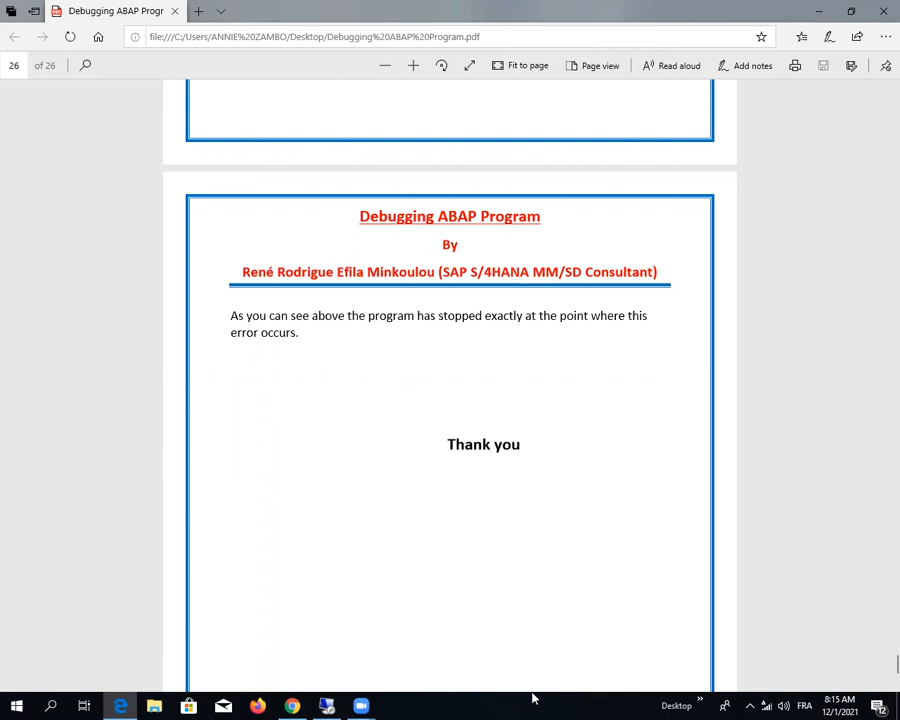 Debugging ABAP Progr
file:///C:/Users/ANNIE%20ZAMBO/Desktop/Debugging%20ABAP%20Program.pdf
26 of 26
Fit to page
Page view
Read aloud
Add notes
Debugging ABAP Program
By
René Rodrigue Efila Minkoulou (SAP S/4HANA MM/SD Consultant)
As you can see above the program has stopped exactly at the point where this
error occurs.
Thank you
Desktop
FRA
8:15 AM
12/1/2021
12